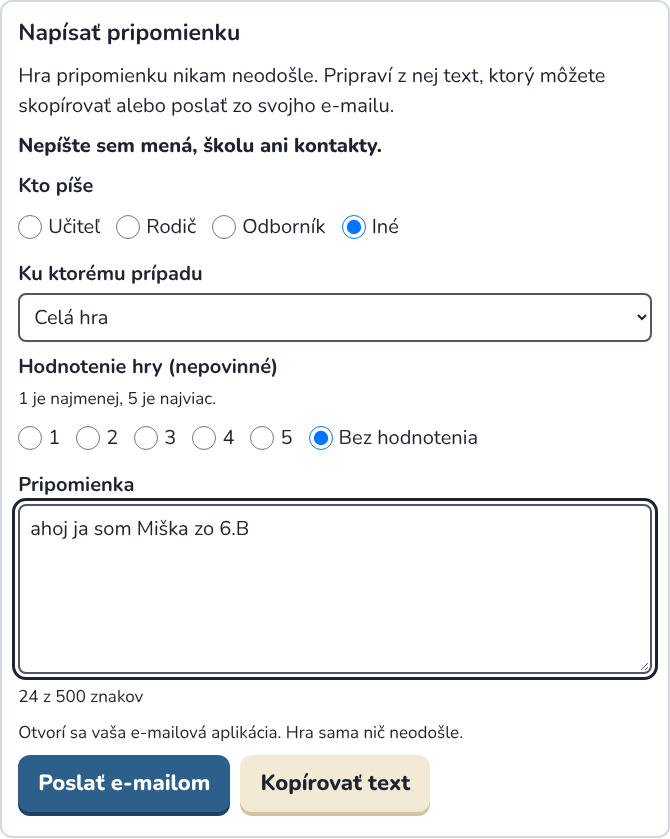 Napísať pripomienku
Hra pripomienku nikam neodošle. Pripraví z nej text, ktorý môžete
skopírovať alebo poslať zo svojho e-mailu.
Nepíšte sem mená, školu ani kontakty.
Kto píše
Učiteľ Rodič Odborník Iné
Ku ktorému prípadu
Celá hra
Hodnotenie hry (nepovinné)
1 je najmenej, 5 je najviac.
1 2 3 4 5 Bez hodnotenia
Pripomienka
ahoj ja som Miška zo 6.B
24 z 500 znakov
Otvorí sa vaša e-mailová aplikácia. Hra sama nič neodošle.
Poslať e-mailom Kopírovať text